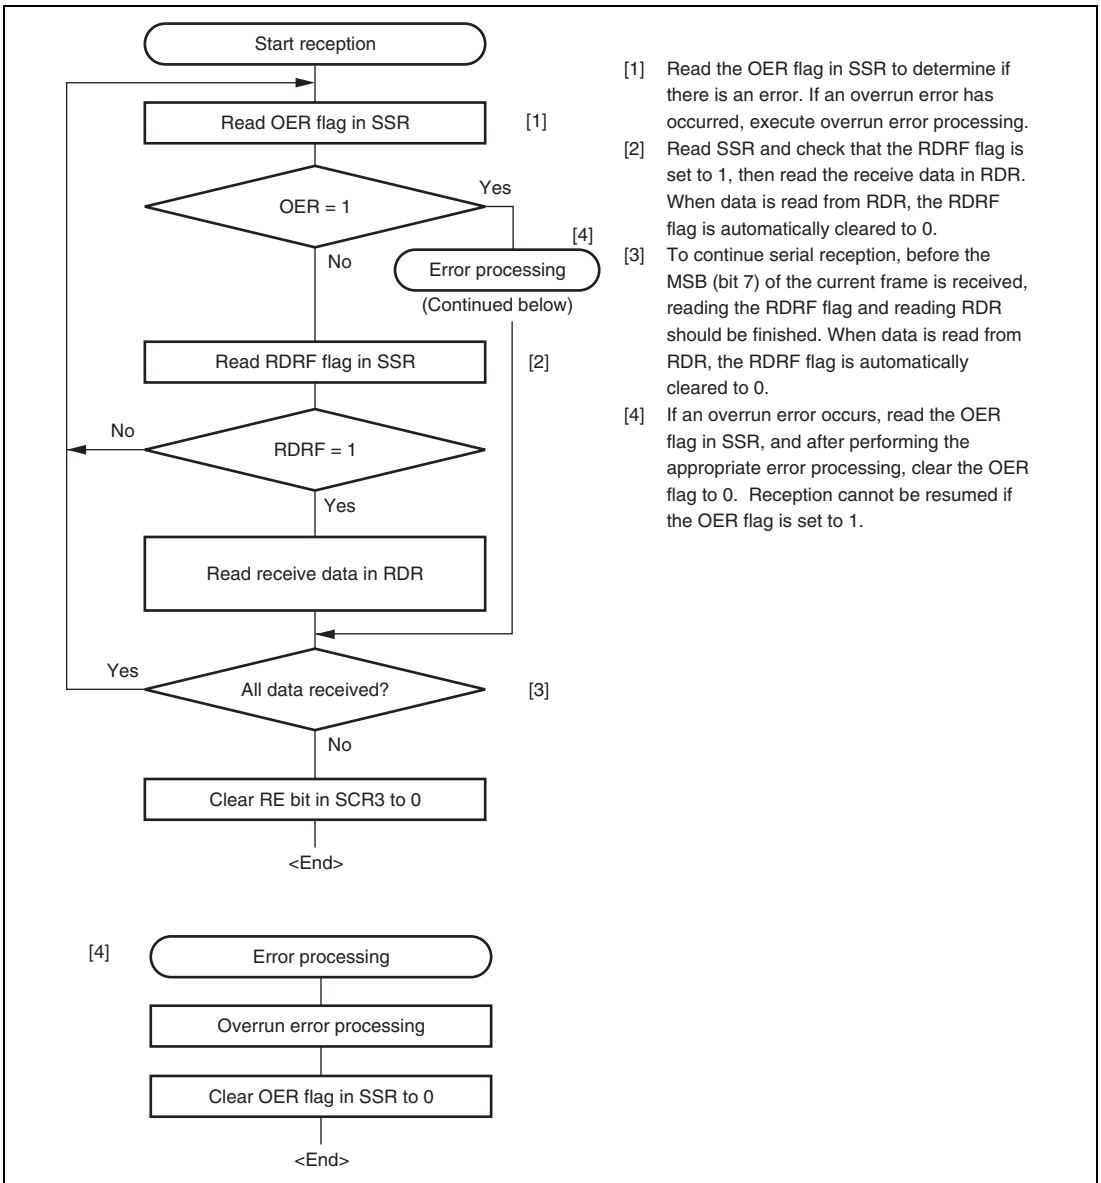 Start reception
Read OER flag in SSR
[1]
OER = 1
Yes
No
[4]
Error processing
(Continued below)
Read RDRF flag in SSR
[2]
RDRF = 1
No
Yes
Read receive data in RDR
All data received?
[3]
Yes
No
Clear RE bit in SCR3 to 0
<End>
[4]
Error processing
Overrun error processing
Clear OER flag in SSR to 0
<End>
[1] Read the OER flag in SSR to determine if
there is an error. If an overrun error has
occurred, execute overrun error processing.
[2] Read SSR and check that the RDRF flag is
set to 1, then read the receive data in RDR.
When data is read from RDR, the RDRF
flag is automatically cleared to 0.
[3] To continue serial reception, before the
MSB (bit 7) of the current frame is received,
reading the RDRF flag and reading RDR
should be finished. When data is read from
RDR, the RDRF flag is automatically
cleared to 0.
[4] If an overrun error occurs, read the OER
flag in SSR, and after performing the
appropriate error processing, clear the OER
flag to 0. Reception cannot be resumed if
the OER flag is set to 1.